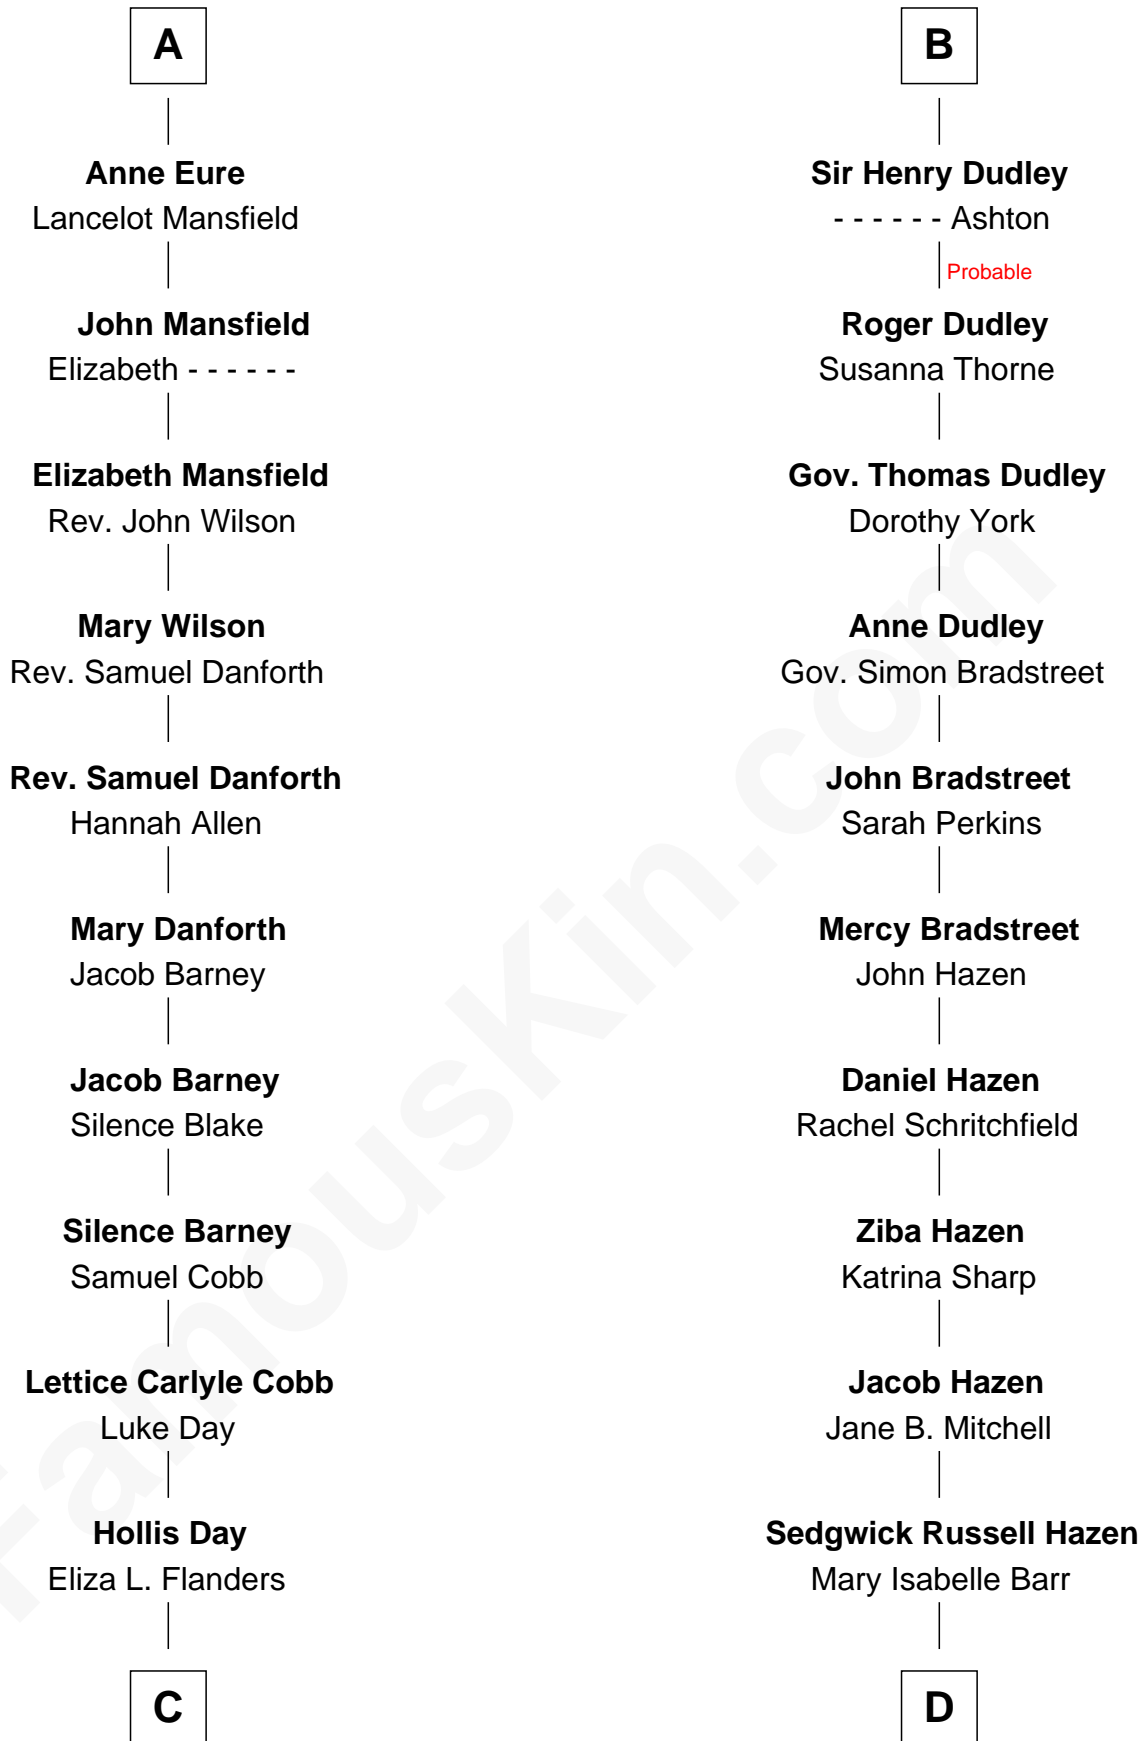 A
Anne Eure
Lancelot Mansfield
John Mansfield
Elizabeth - - - - - -
Elizabeth Mansfield
Rev. John Wilson
Mary Wilson
Rev. Samuel Danforth
Rev. Samuel Danforth
Hannah Allen
Mary Danforth
Jacob Barney
Jacob Barney
Silence Blake
Silence Barney
Samuel Cobb
Lettice Carlyle Cobb
Luke Day
Hollis Day
Eliza L. Flanders
C
B
Sir Henry Dudley
- - - - - - Ashton
Probable
Roger Dudley
Susanna Thorne
Gov. Thomas Dudley
Dorothy York
Anne Dudley
Gov. Simon Bradstreet
John Bradstreet
Sarah Perkins
Mercy Bradstreet
John Hazen
Daniel Hazen
Rachel Schritchfield
Ziba Hazen
Katrina Sharp
Jacob Hazen
Jane B. Mitchell
Sedgwick Russell Hazen
Mary Isabelle Barr
D
FamousKin.com